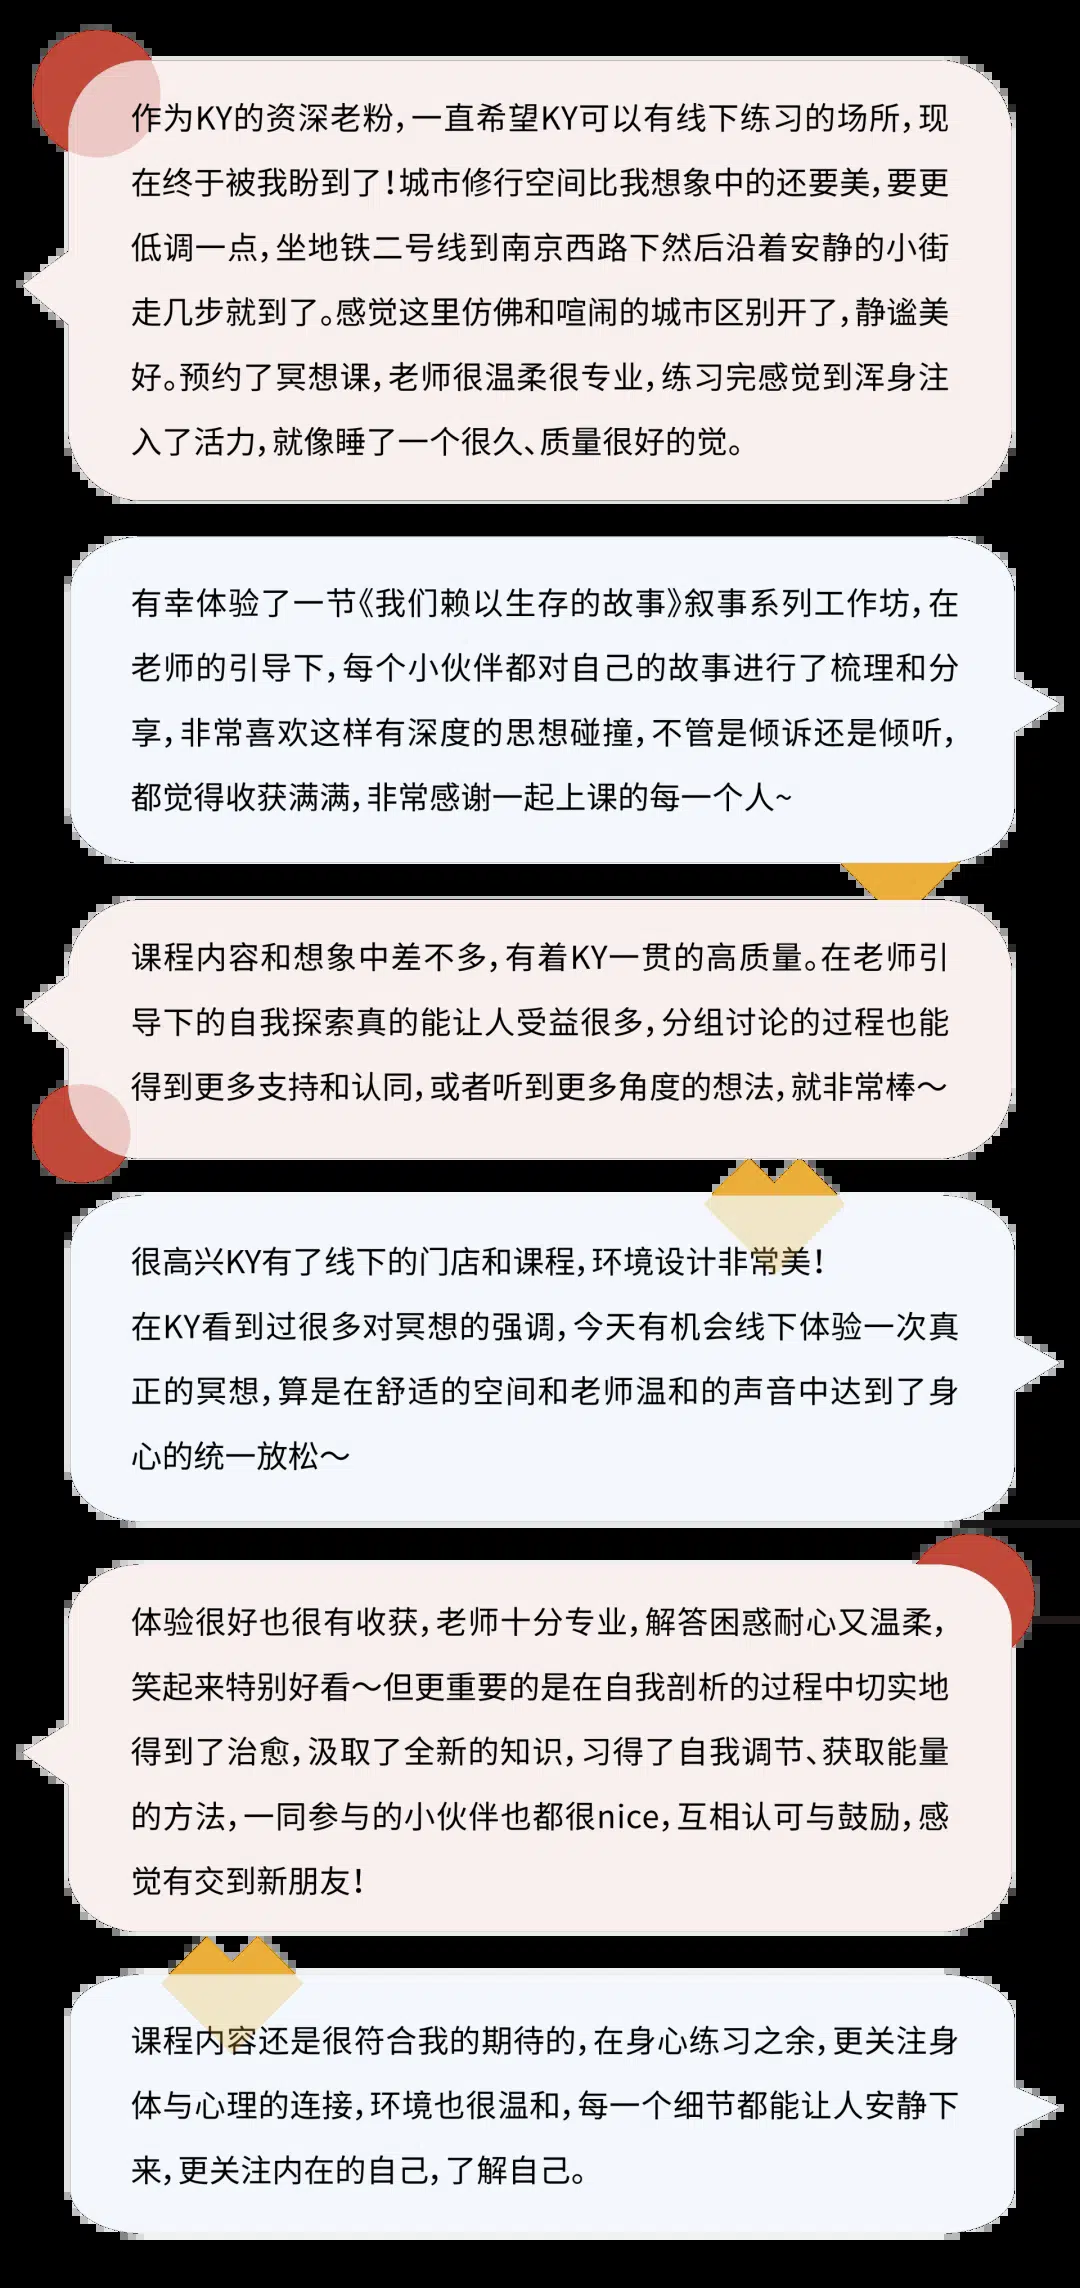 作为KY的资深老粉，一直希望KY可以有线下练习的场所，现
在终于被我盼到了！城市修行空间比我想象中的还要美，要更
低调一点，坐地铁二号线到南京西路下然后沿着安静的小街
走几步就到了。感觉这里仿佛和喧闹的城市区别开了，静谧美
好。预约了冥想课，老师很温柔很专业，练习完感觉到浑身注
入了活力，就像睡了一个很久、质量很好的觉。
有幸体验了一节《我们赖以生存的故事》叙事系列工作坊，在
老师的引导下，每个小伙伴都对自己的故事进行了梳理和分
享，非常喜欢这样有深度的思想碰撞，不管是倾诉还是倾听，
都觉得收获满满，非常感谢一起上课的每一个人~
课程内容和想象中差不多，有着KY一贯的高质量。在老师引
导下的自我探索真的能让人受益很多，分组讨论的过程也能
得到更多支持和认同，或者听到更多角度的想法，就非常棒～
很高兴KY有了线下的门店和课程，环境设计非常美！
在KY看到过很多对冥想的强调，今天有机会线下体验一次真
正的冥想，算是在舒适的空间和老师温和的声音中达到了身
心的统一放松～
体验很好也很有收获，老师十分专业，解答困惑耐心又温柔，
笑起来特别好看～但更重要的是在自我剖析的过程中切实地
得到了治愈，汲取了全新的知识，习得了自我调节、获取能量
的方法，一同参与的小伙伴也都很nice，互相认可与鼓励，感
觉有交到新朋友！
课程内容还是很符合我的期待的，在身心练习之余，更关注身
体与心理的连接，环境也很温和，每一个细节都能让人安静下
来，更关注内在的自己，了解自己。